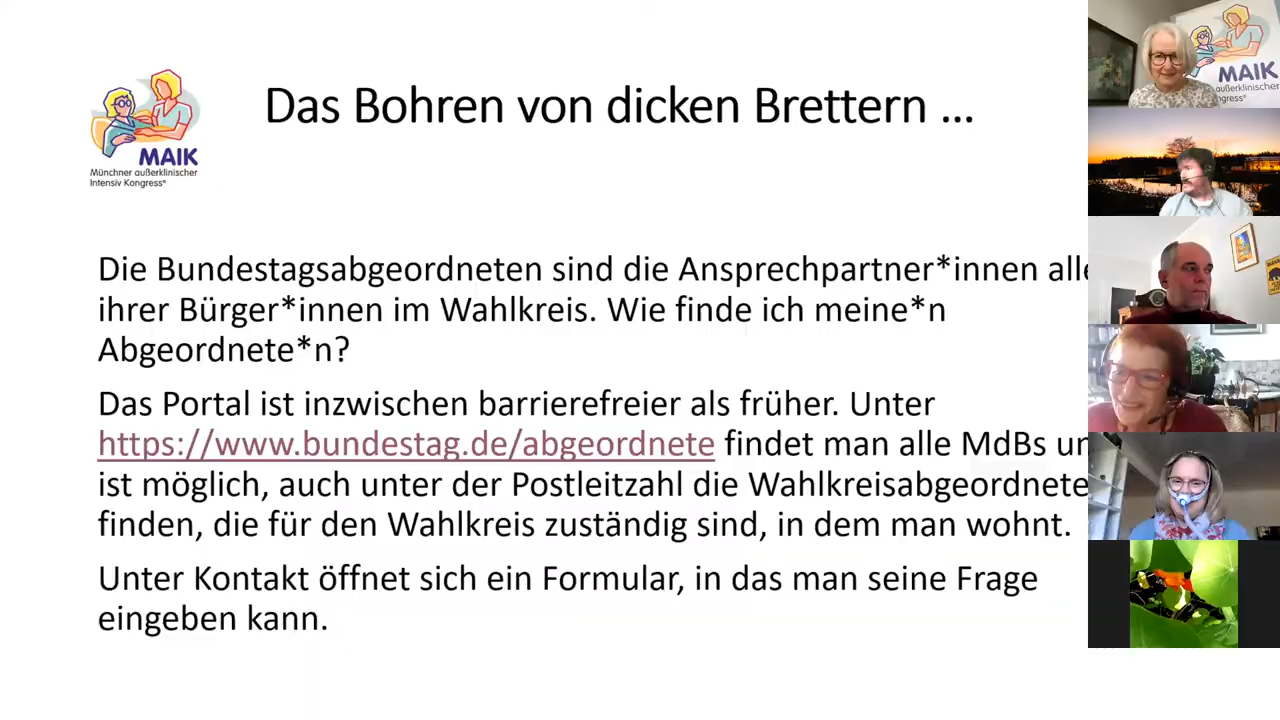 Das Bohren von dicken Brettern ...
MAIK
Münchner außerklinischer
Intensiv Kongress®
Die Bundestagsabgeordneten sind die Ansprechpartner*innen alle
ihrer Bürger*innen im Wahlkreis. Wie finde ich meine*n
Abgeordnete*n?
Das Portal ist inzwischen barrierefreier als früher. Unter
https://www.bundestag.de/abgeordnete findet man alle MdBs un
ist möglich, auch unter der Postleitzahl die Wahlkreisabgeordnete
finden, die für den Wahlkreis zuständig sind, in dem man wohnt.
Unter Kontakt öffnet sich ein Formular, in das man seine Frage
eingeben kann.
MAIK
außerklinischer
Kongress®